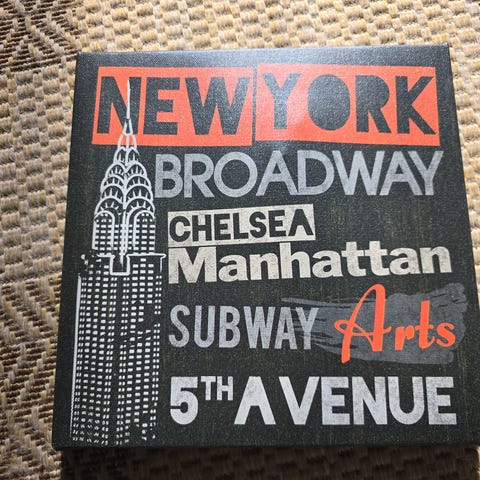 NEW YORK
BROADWAY
CHELSEA
Manhattan
SUBWAY Arts
5TH AVENUE